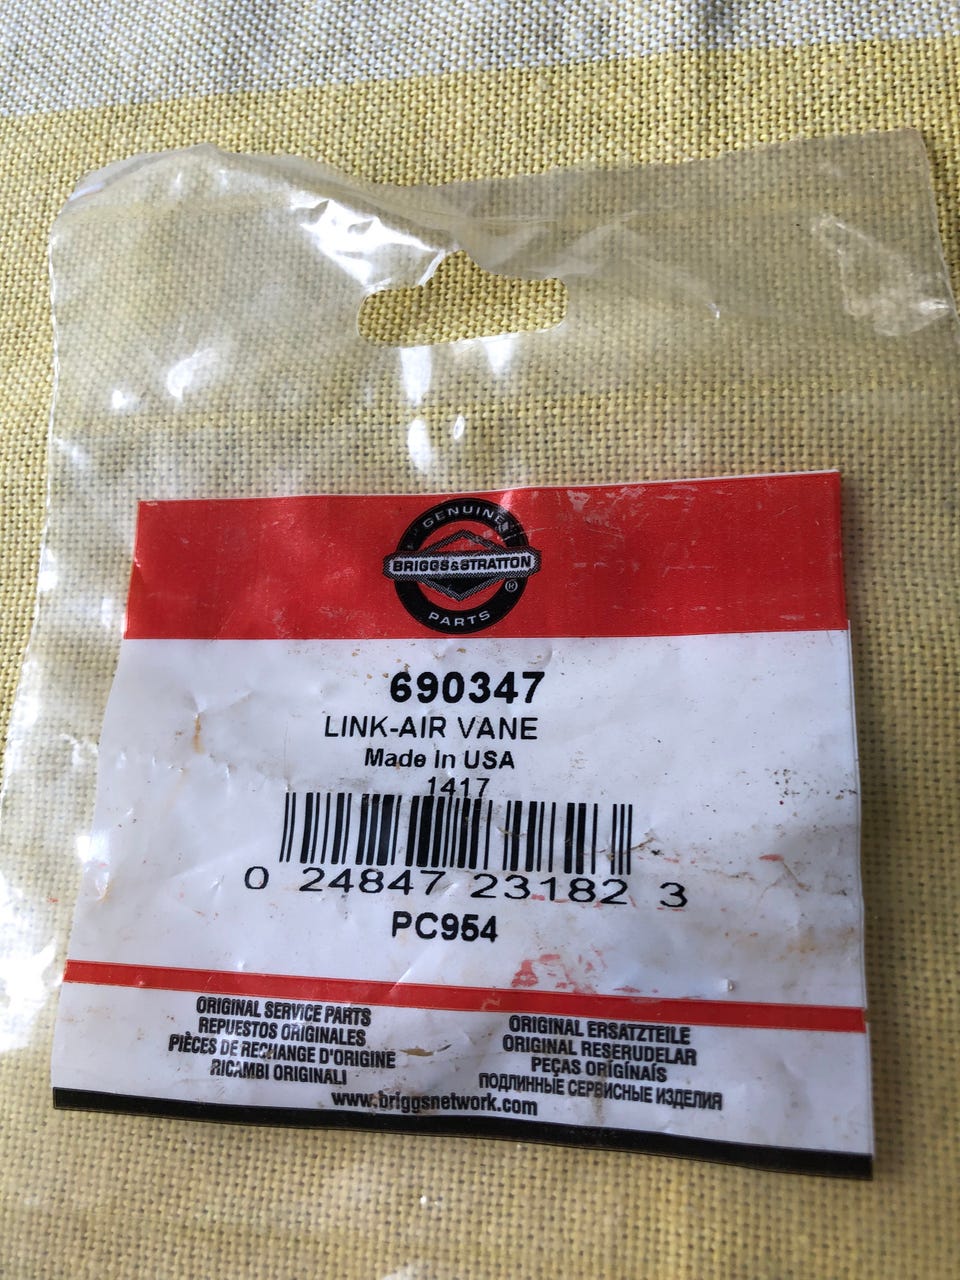 GENUINE
BRIGGS&STRATTON
®
PARTS
690347
LINK-AIR VANE
Made In USA
1417
0 24847 23182 3
PC954
ORIGINAL SERVICE PARTS
REPUESTOS ORIGINALES
PIÈCES DE RECHANGE D'ORIGINE
RICAMBI ORIGINALI
ORIGINAL ERSATZTEILE
ORIGINAL RESERUDELAR
PEÇAS ORIGINAIS
ПОДЛИННЫЕ СЕРВИСНЫЕ ИЗДЕЛИЯ
www.briggsnetwork.com